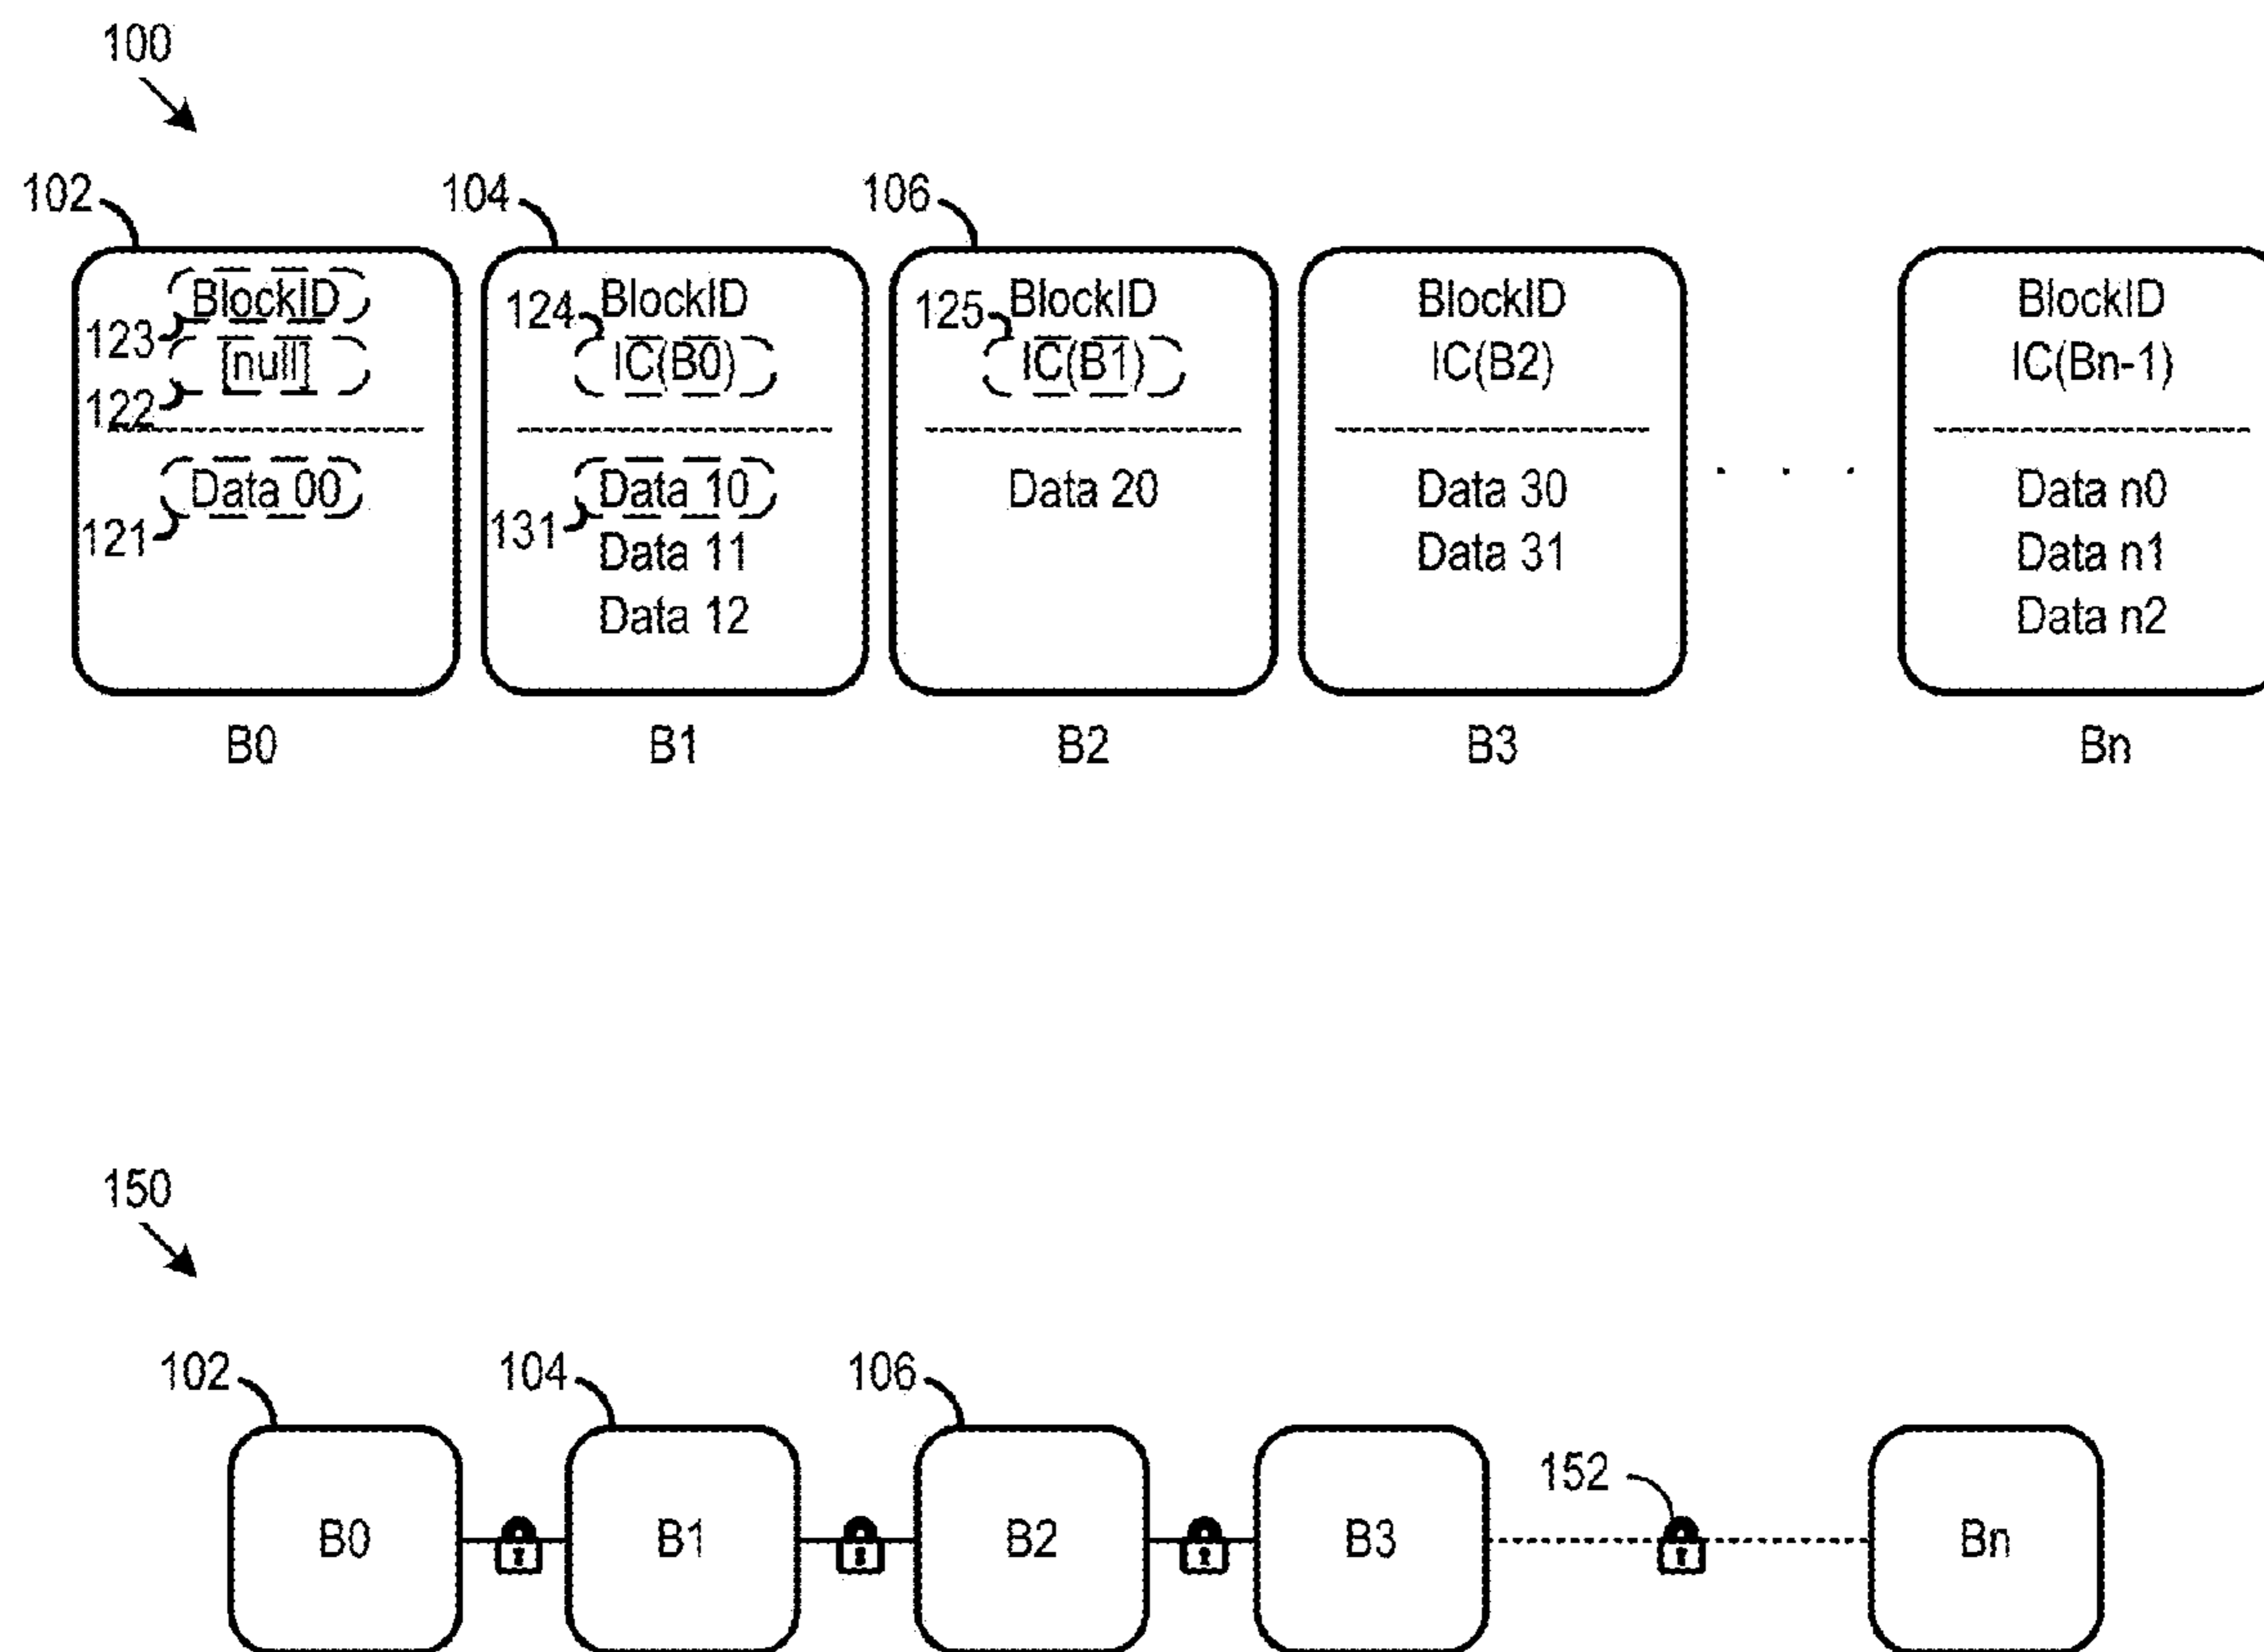 100
102
104
106
BlockID
[null]
Data 00
123
122
121
BlockID
IC(B0)
Data 10
Data 11
Data 12
124
131
BlockID
IC(B1)
Data 20
125
BlockID
IC(B2)
Data 30
Data 31
. . .
BlockID
IC(Bn-1)
Data n0
Data n1
Data n2
B0
B1
B2
B3
Bn
150
102
104
106
152
B0
B1
B2
B3
Bn